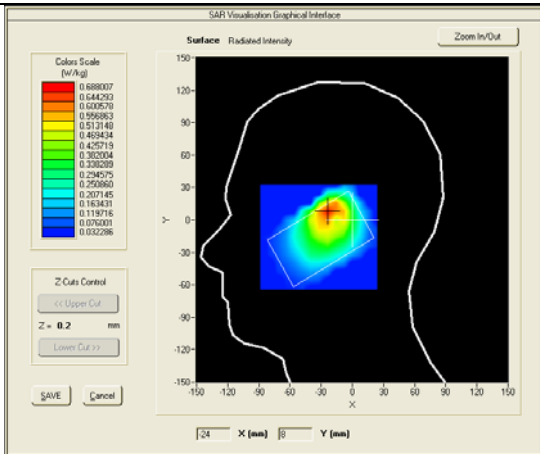 SAR Visualisation Graphical Interface
Surface Radiated Intensity
Zoom In/Out
Colors Scale
(W/kg)
0.688007
0.644293
0.600578
0.556863
0.513148
0.469434
0.425719
0.382004
0.338289
0.294575
0.250860
0.207145
0.163431
0.119716
0.076001
0.032286
Z Cuts Control
<< Upper Cut
Z = 0.2 mm
Lower Cut >>
SAVE Cancel
150
120
90
60
30
0
-30
-60
-90
-120
-150
Y
-150 -120 -90 -60 -30 0 30 60 90 120 150
X
-24 X (mm) 8 Y (mm)